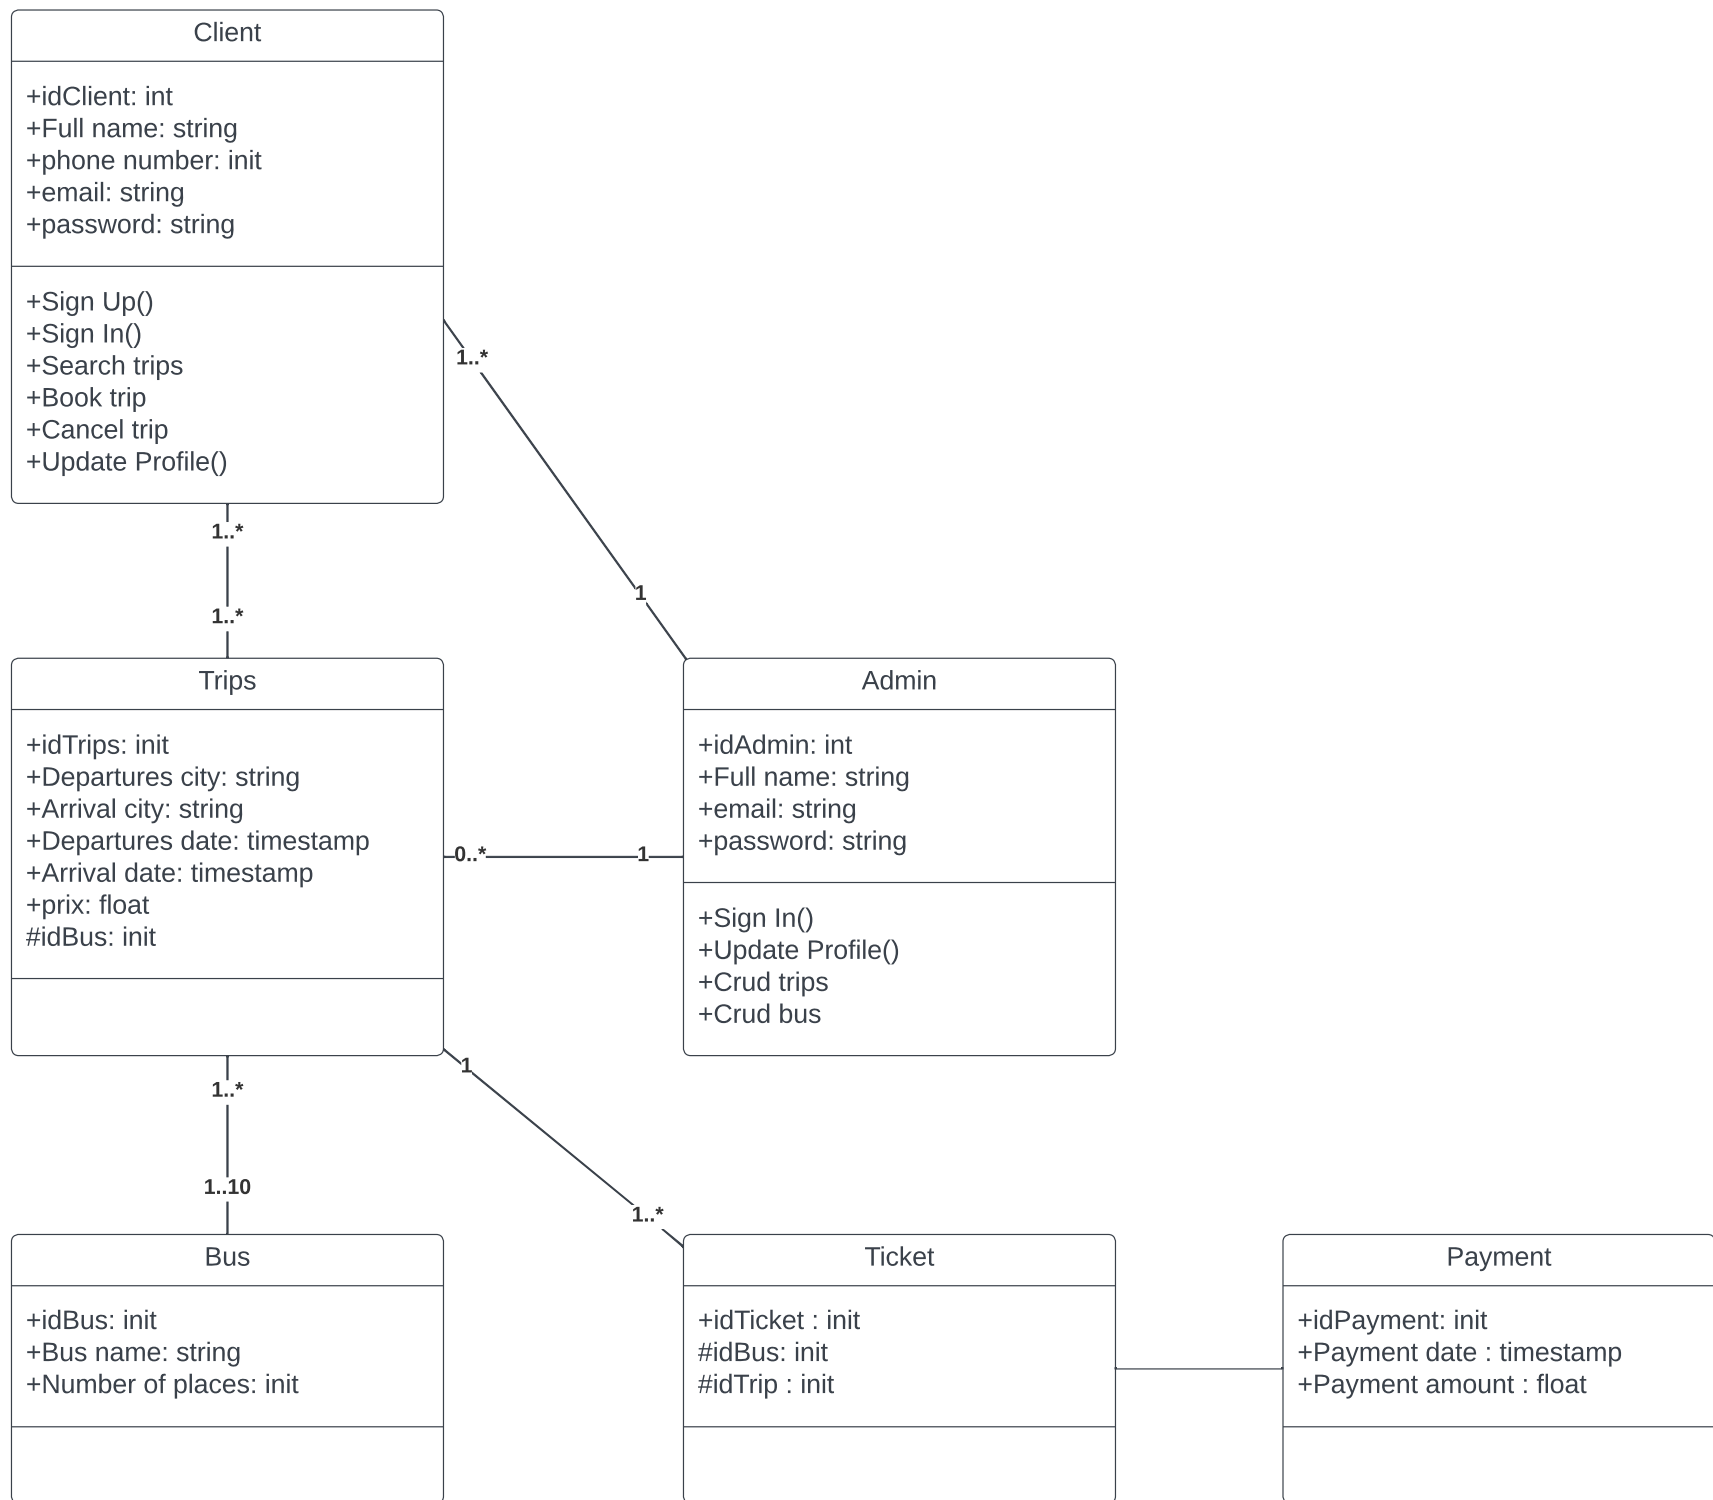 Client
+idClient: int
+Full name: string
+phone number: init
+email: string
+password: string
+Sign Up()
+Sign In()
+Search trips
+Book trip
+Cancel trip
+Update Profile()
1..*
1
1..*
1..*
Trips
+idTrips: init
+Departures city: string
+Arrival city: string
+Departures date: timestamp
+Arrival date: timestamp
+prix: float
#idBus: init
0..*
1
Admin
+idAdmin: int
+Full name: string
+email: string
+password: string
+Sign In()
+Update Profile()
+Crud trips
+Crud bus
1..*
1..10
1
1..*
Bus
+idBus: init
+Bus name: string
+Number of places: init
Ticket
+idTicket : init
#idBus: init
#idTrip : init
Payment
+idPayment: init
+Payment date : timestamp
+Payment amount : float